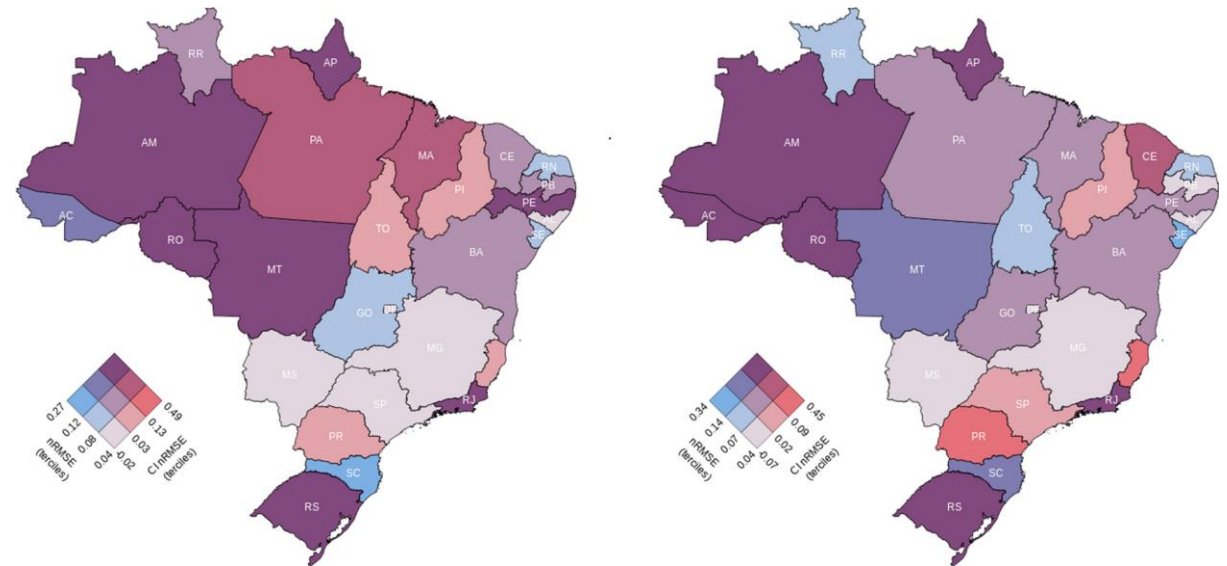 RR
AP
AM
PA
MA
CE
RN
PB
PI
PE
AL
SE
AC
TO
RO
BA
MT
GO
DF
MG
MS
SP
RJ
PR
SC
RS
0.27
0.12
0.08
0.04
nRMSE
(terciles)
0.49
0.13
0.03
-0.02
CI nRMSE
(terciles)
RR
AP
AM
PA
MA
CE
RN
PB
PI
PE
AL
SE
AC
TO
RO
BA
MT
GO
MG
MS
SP
RJ
PR
SC
RS
0.34
0.14
0.07
0.04
nRMSE
(terciles)
0.45
0.09
0.02
-0.07
CI nRMSE
(terciles)